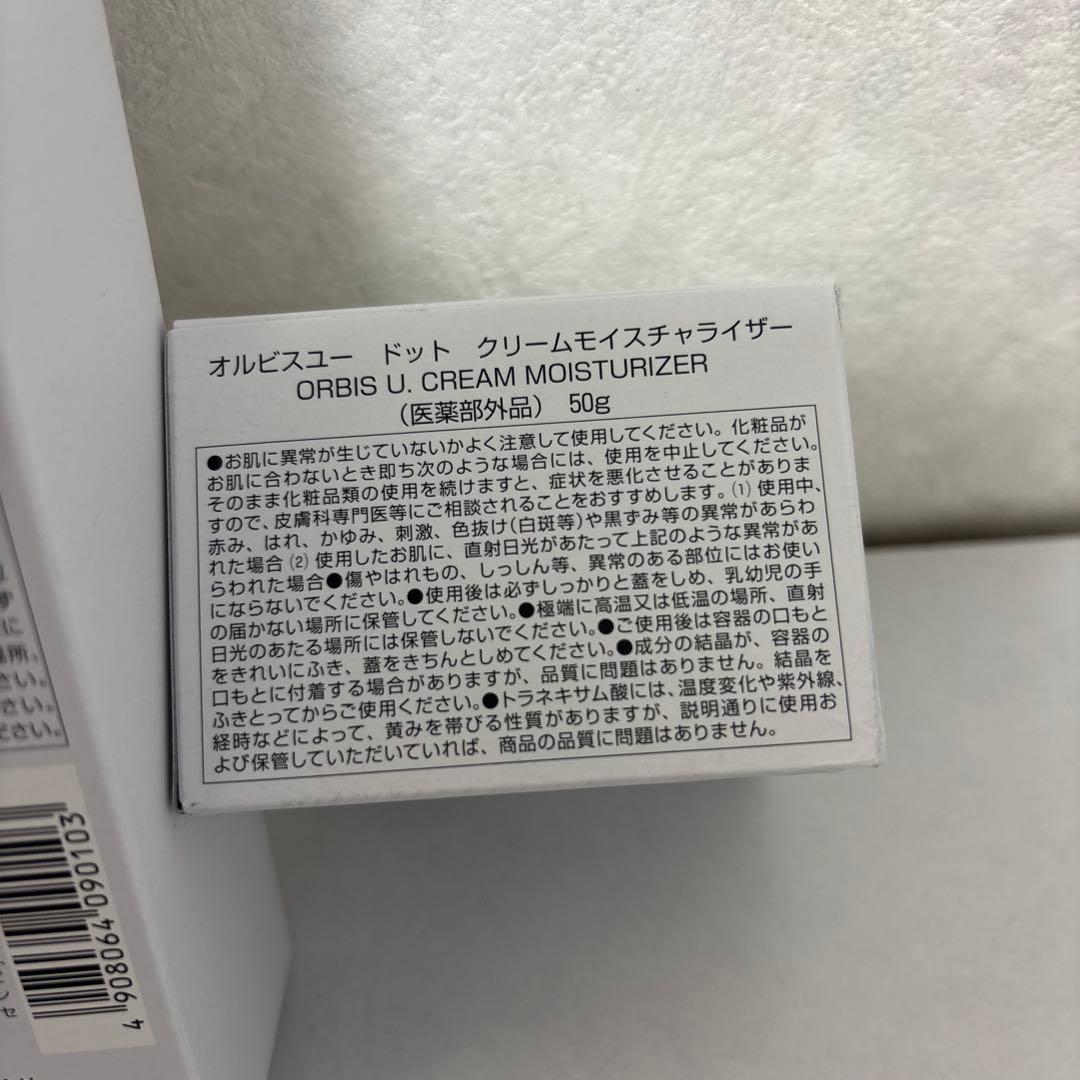 オルビスユー ドット クリームモイスチャライザー
ORBIS U. CREAM MOISTURIZER
（医薬部外品） 50g
●お肌に異常が生じていないかよく注意して使用してください。化粧品が
お肌に合わないとき即ち次のような場合には、使用を中止してください。
そのまま化粧品類の使用を続けますと、症状を悪化させることがありま
すので、皮膚科専門医等にご相談されることをおすすめします。(1) 使用中、
赤み、はれ、かゆみ、刺激、色抜け(白斑等)や黒ずみ等の異常があらわ
れた場合 (2) 使用したお肌に、直射日光があたって上記のような異常があ
らわれた場合●傷やはれもの、しっしん等、異常のある部位にはお使い
にならないでください。●使用後は必ずしっかりと蓋をしめ、乳幼児の手
の届かない場所に保管してください。●極端に高温又は低温の場所、直射
日光のあたる場所には保管しないでください。●ご使用後は容器の口もと
をきれいにふき、蓋をきちんとしめてください。●成分の結晶が、容器の
口もとに付着する場合がありますが、品質に問題はありません。結晶を
ふきとってからご使用ください。●トラネキサム酸には、温度変化や紫外線、
経時などによって、黄みを帯びる性質がありますが、説明通りに使用お
よび保管していただいていれば、商品の品質に問題はありません。
ず
に
場所、
さい。
さい。
ださい。
4 908064 090103
ンセ